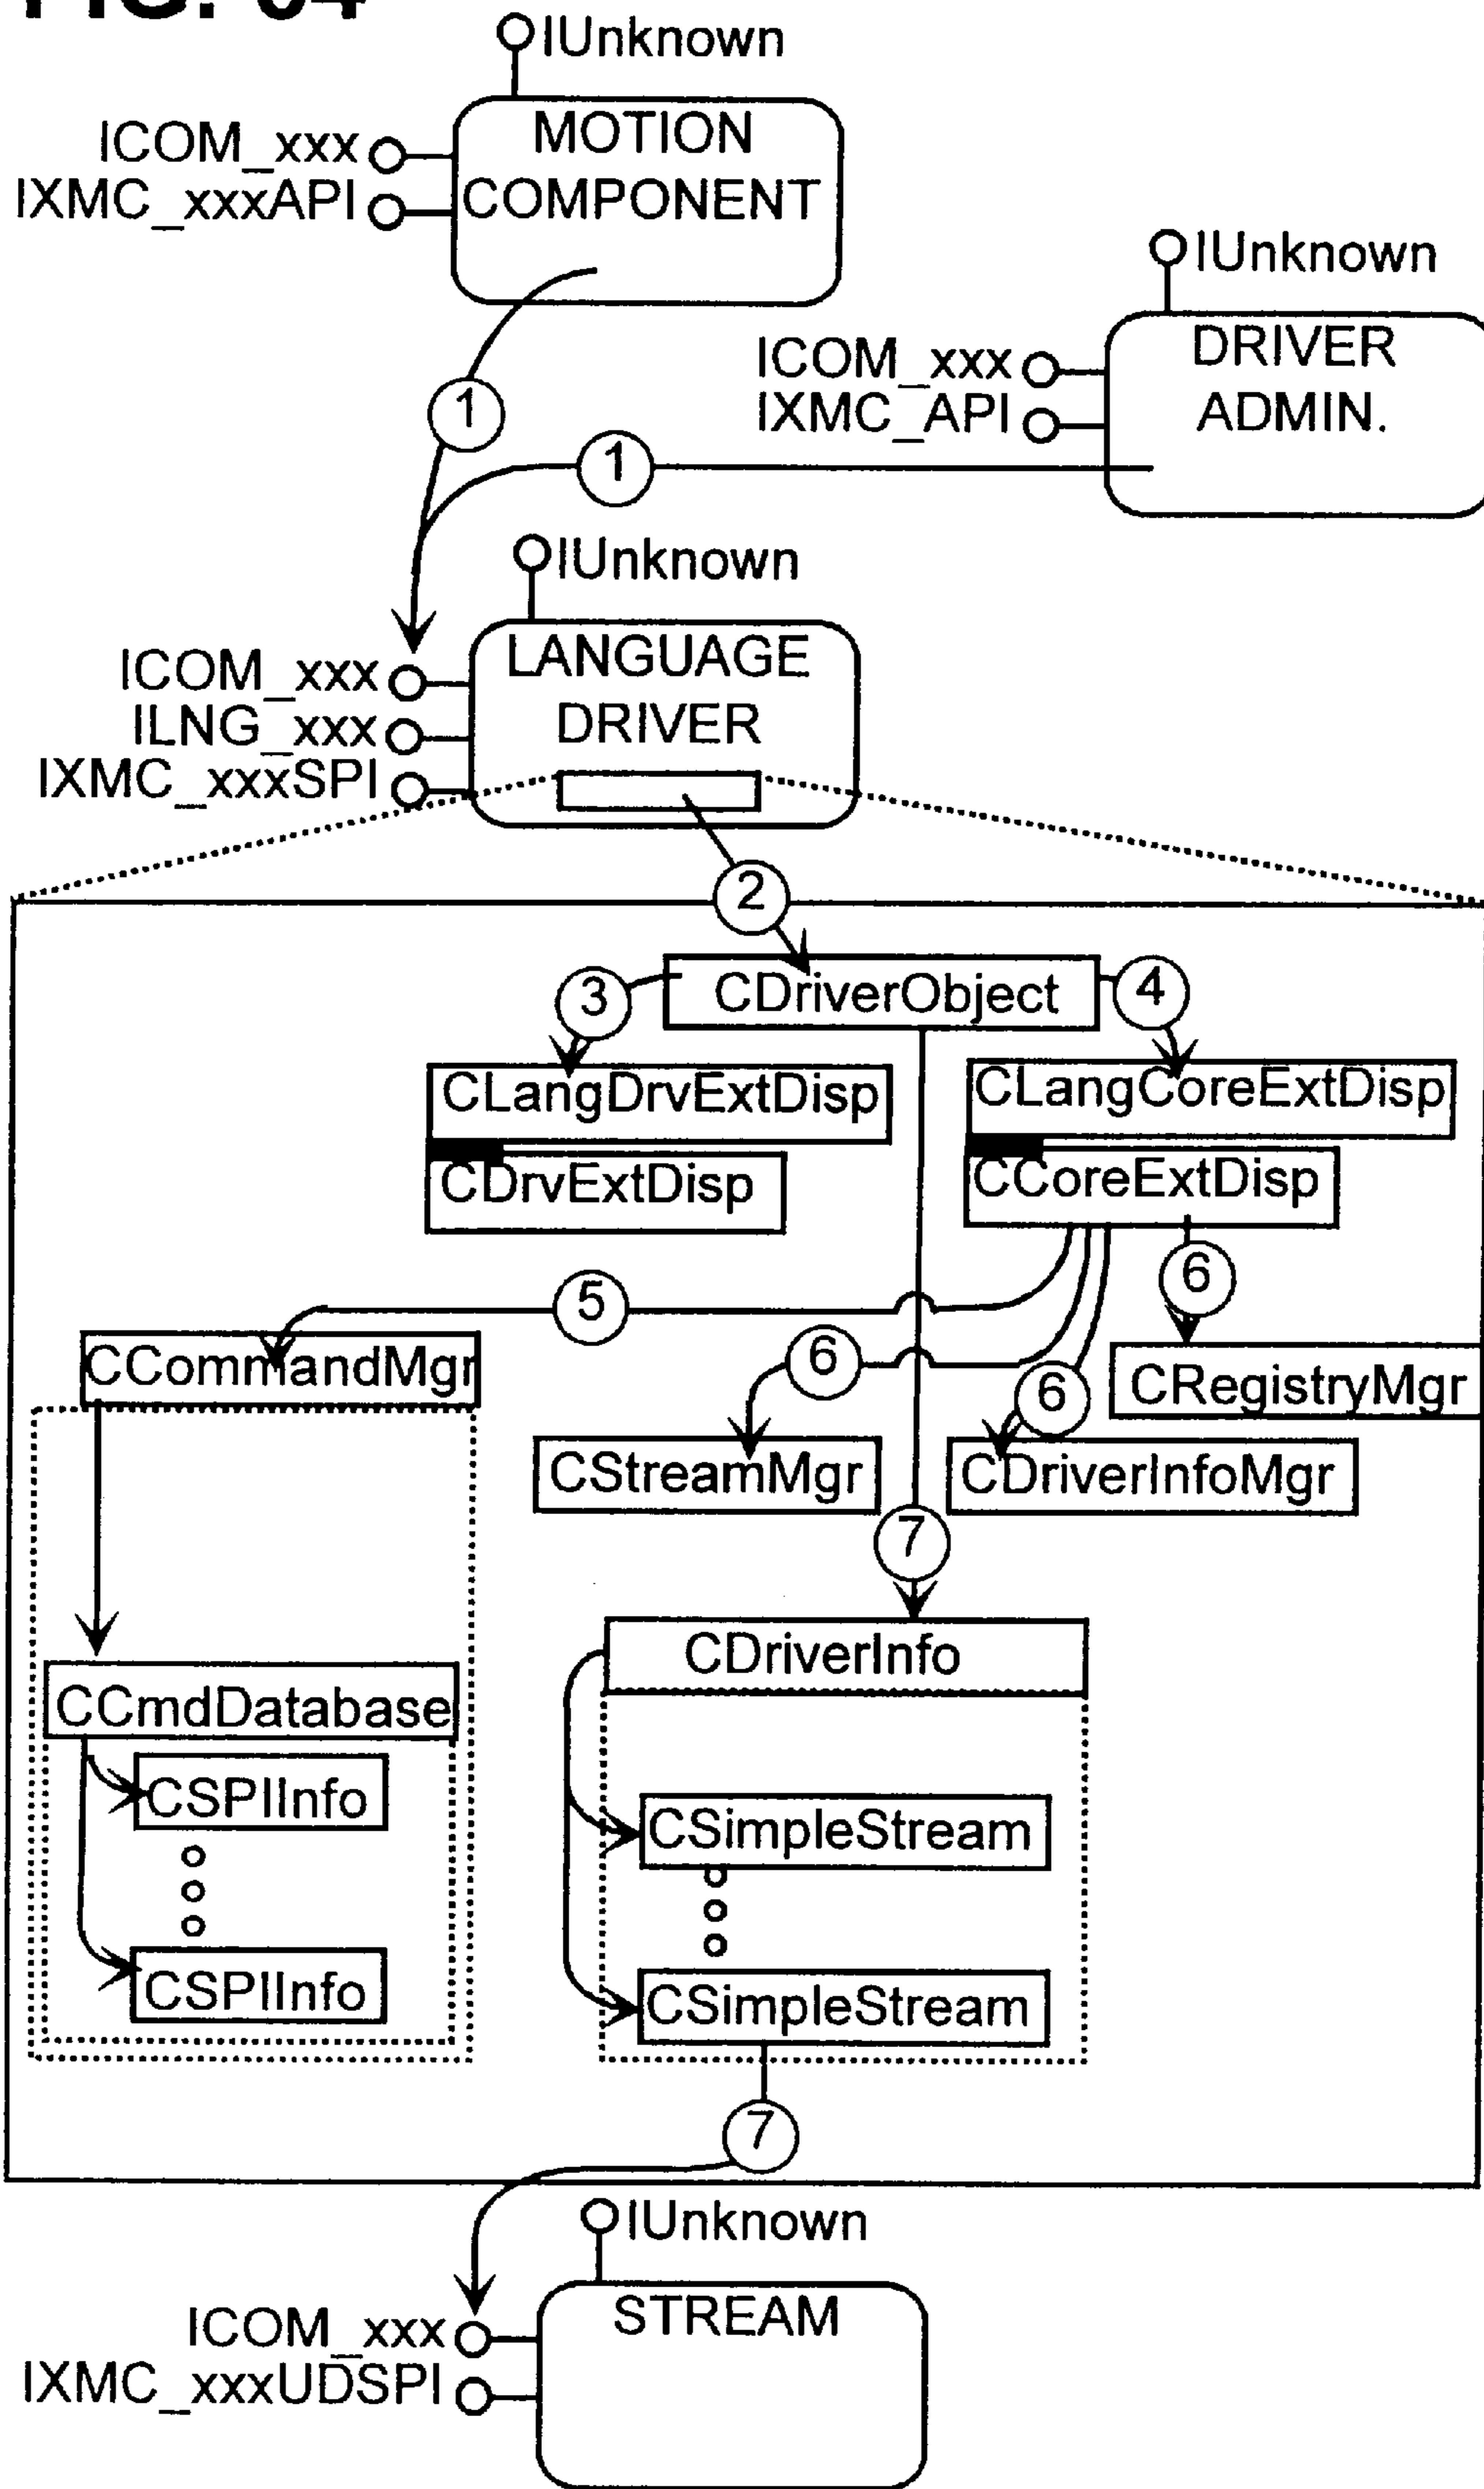 FIG. 64
IUnknown
ICOM_xxx
IXMC_xxxAPI
MOTION
COMPONENT
IUnknown
ICOM_xxx
IXMC_API
DRIVER
ADMIN.
1
1
IUnknown
ICOM_xxx
ILNG_xxx
IXMC_xxxSPI
LANGUAGE
DRIVER
2
CDriverObject
3
4
CLangDrvExtDisp
CLangCoreExtDisp
CDrvExtDisp
CCoreExtDisp
5
6
6
6
CCommandMgr
CRegistryMgr
CStreamMgr
CDriverInfoMgr
7
CDriverInfo
CCmdDatabase
CSPIInfo
CSimpleStream
CSPIInfo
CSimpleStream
7
IUnknown
STREAM
ICOM_xxx
IXMC_xxxUDSPI